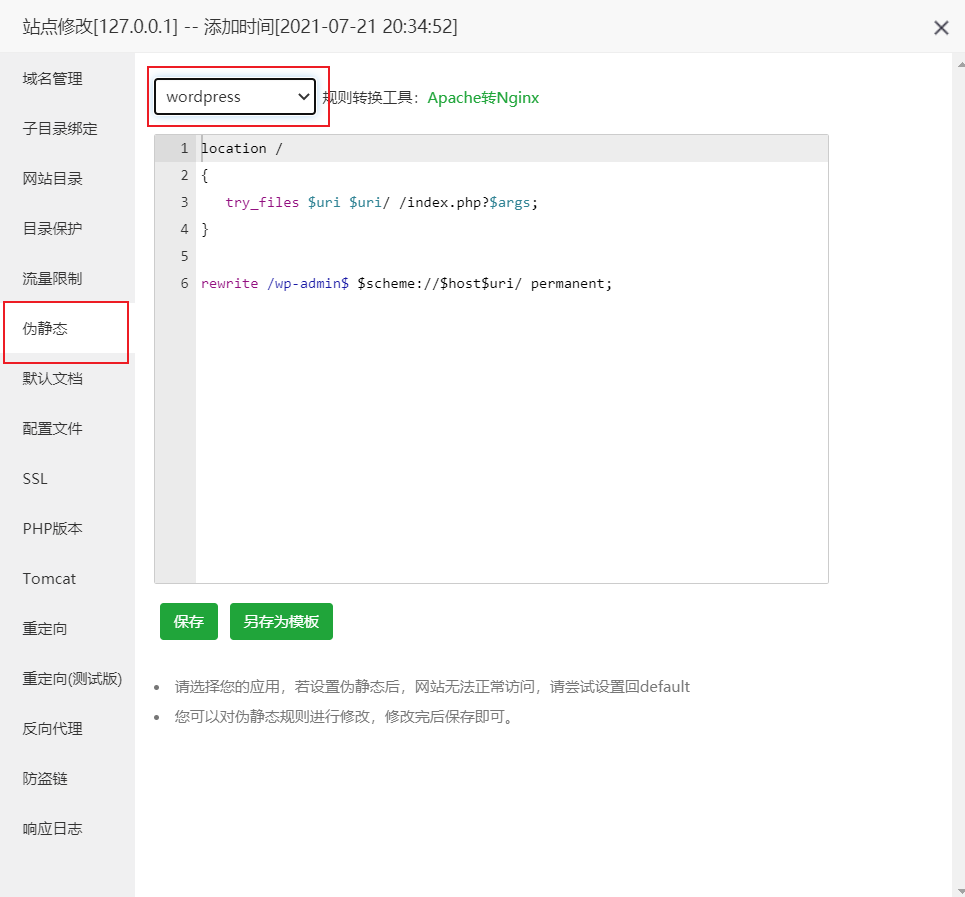 站点修改[127.0.0.1] -- 添加时间[2021-07-21 20:34:52]
域名管理
子目录绑定
网站目录
目录保护
流量限制
伪静态
默认文档
配置文件
SSL
PHP版本
Tomcat
重定向
重定向(测试版)
反向代理
防盗链
响应日志
wordpress 规则转换工具：Apache转Nginx
1 location /
2 {
3 try_files $uri $uri/ /index.php?$args;
4 }
5
6 rewrite /wp-admin$ $scheme://$host$uri/ permanent;
保存 另存为模板
请选择您的应用，若设置伪静态后，网站无法正常访问，请尝试设置回default
您可以对伪静态规则进行修改，修改完后保存即可。